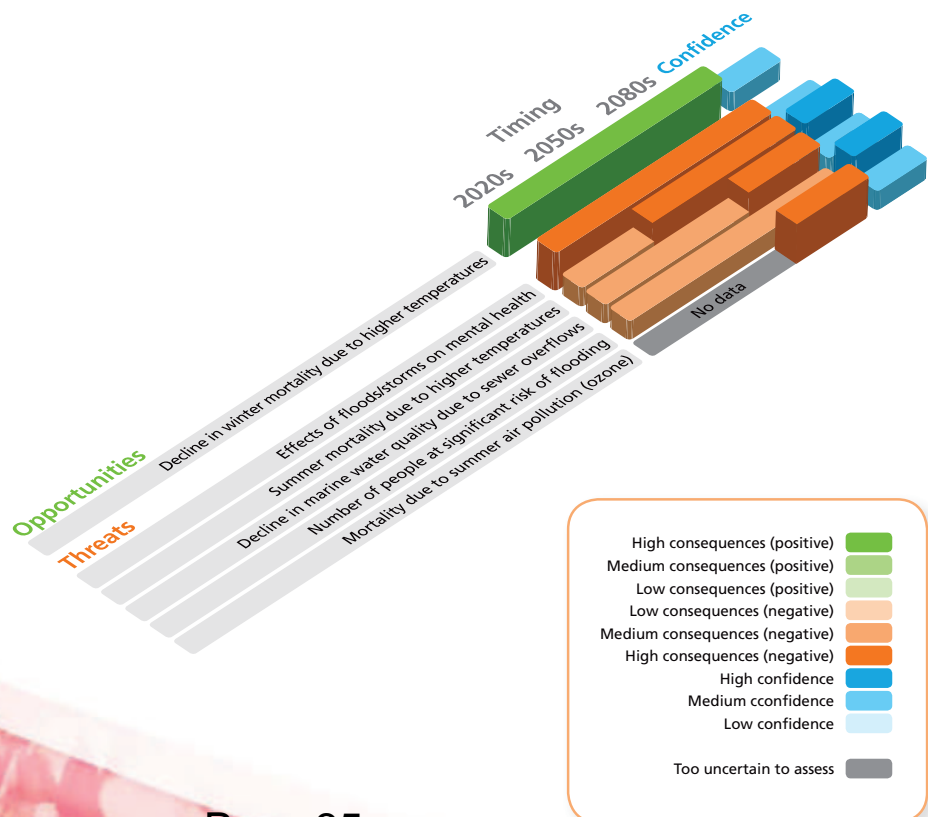 Confidence
Timing
2020s 2050s 2080s
Opportunities
Decline in winter mortality due to higher temperatures
Threats
Effects of floods/storms on mental health
Summer mortality due to higher temperatures
Decline in marine water quality due to sewer overflows
Number of people at significant risk of flooding
Mortality due to summer air pollution (ozone)
No data
High consequences (positive)
Medium consequences (positive)
Low consequences (positive)
Low consequences (negative)
Medium consequences (negative)
High consequences (negative)
High confidence
Medium cconfidence
Low confidence
Too uncertain to assess